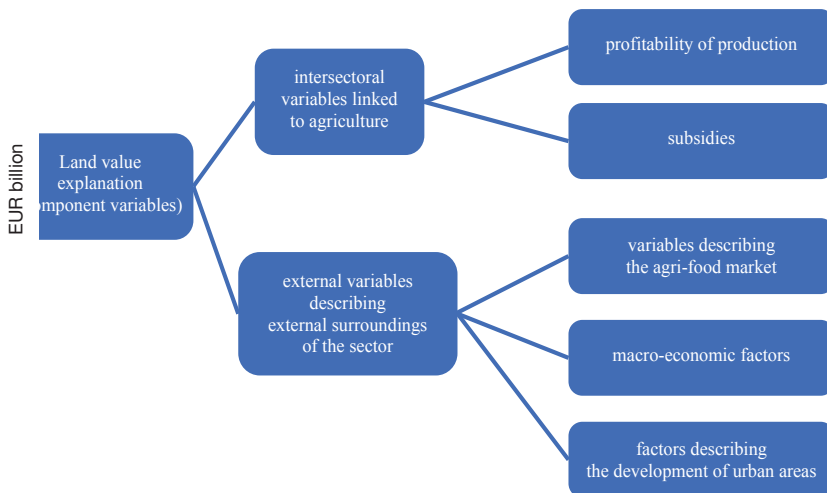 EUR billion
Land value
explanation
omponent variables)
intersectoral
variables linked
to agriculture
profitability of production
subsidies
external variables
describing
external surroundings
of the sector
variables describing
the agri-food market
macro-economic factors
factors describing
the development of urban areas